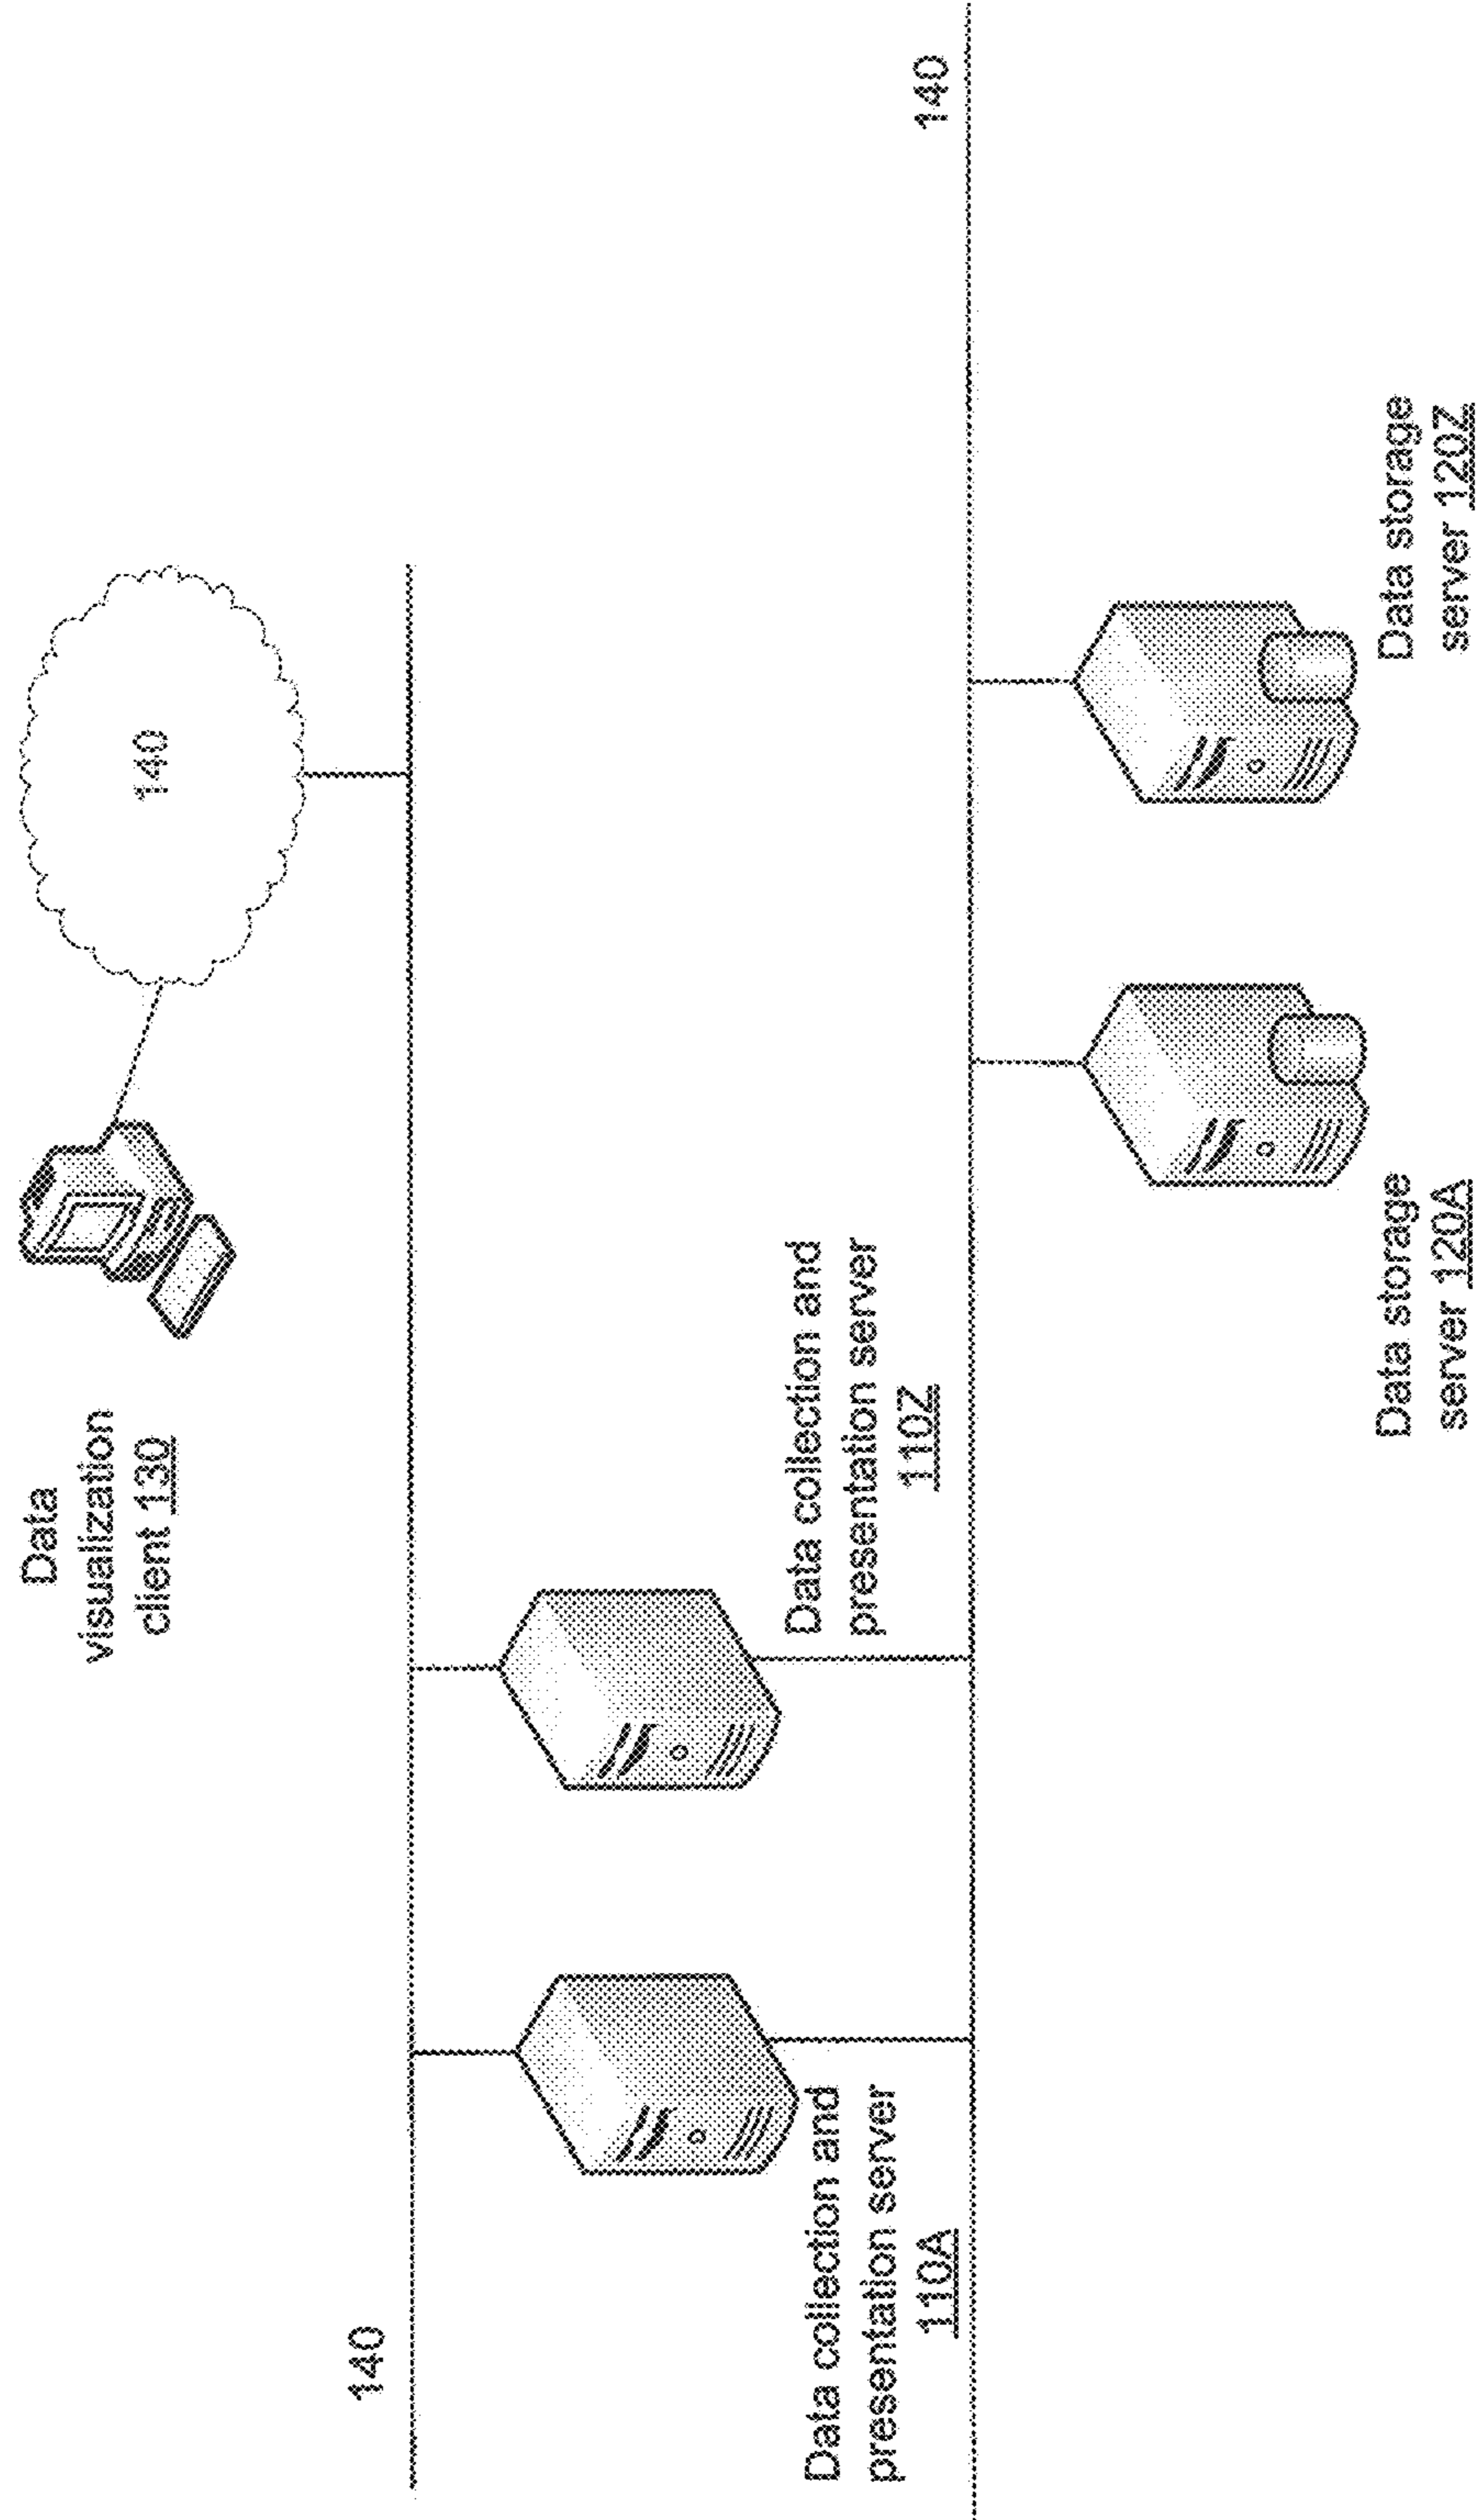 Data
visualization
client 130
140
140
Data collection and
presentation server
110A
Data collection and
presentation server
110Z
140
Data storage
server 120A
Data storage
server 120Z